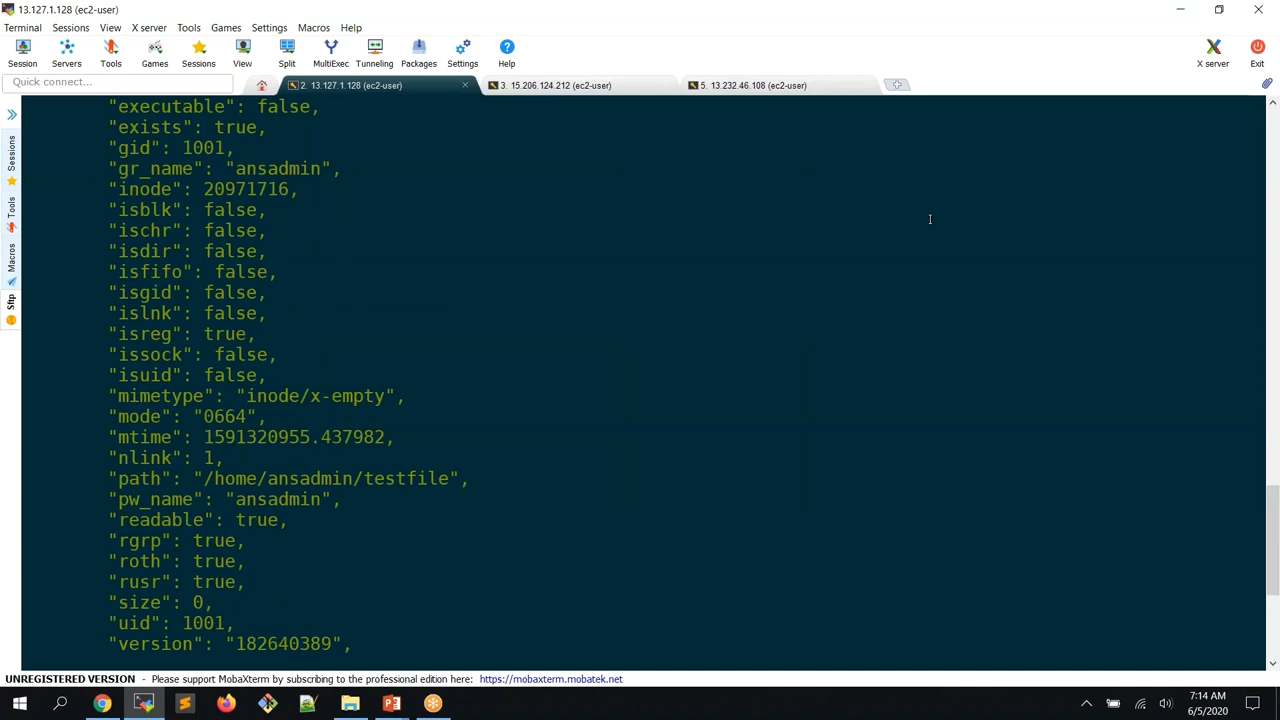 13.127.1.128 (ec2-user)
Terminal Sessions View X server Tools Games Settings Macros Help
Session Servers Tools Games Sessions View Split MultiExec Tunneling Packages Settings Help X server Exit
Quick connect...
2. 13.127.1.128 (ec2-user)
3. 15.206.124.212 (ec2-user)
5. 13.232.46.108 (ec2-user)
Sessions
Tools
Macros
Sftp
"executable": false,
"exists": true,
"gid": 1001,
"gr_name": "ansadmin",
"inode": 20971716,
"isblk": false,
"ischr": false,
"isdir": false,
"isfifo": false,
"isgid": false,
"islnk": false,
"isreg": true,
"issock": false,
"isuid": false,
"mimetype": "inode/x-empty",
"mode": "0664",
"mtime": 1591320955.437982,
"nlink": 1,
"path": "/home/ansadmin/testfile",
"pw_name": "ansadmin",
"readable": true,
"rgrp": true,
"roth": true,
"rusr": true,
"size": 0,
"uid": 1001,
"version": "182640389",
UNREGISTERED VERSION - Please support MobaXterm by subscribing to the professional edition here: https://mobaxterm.mobatek.net
7:14 AM
6/5/2020